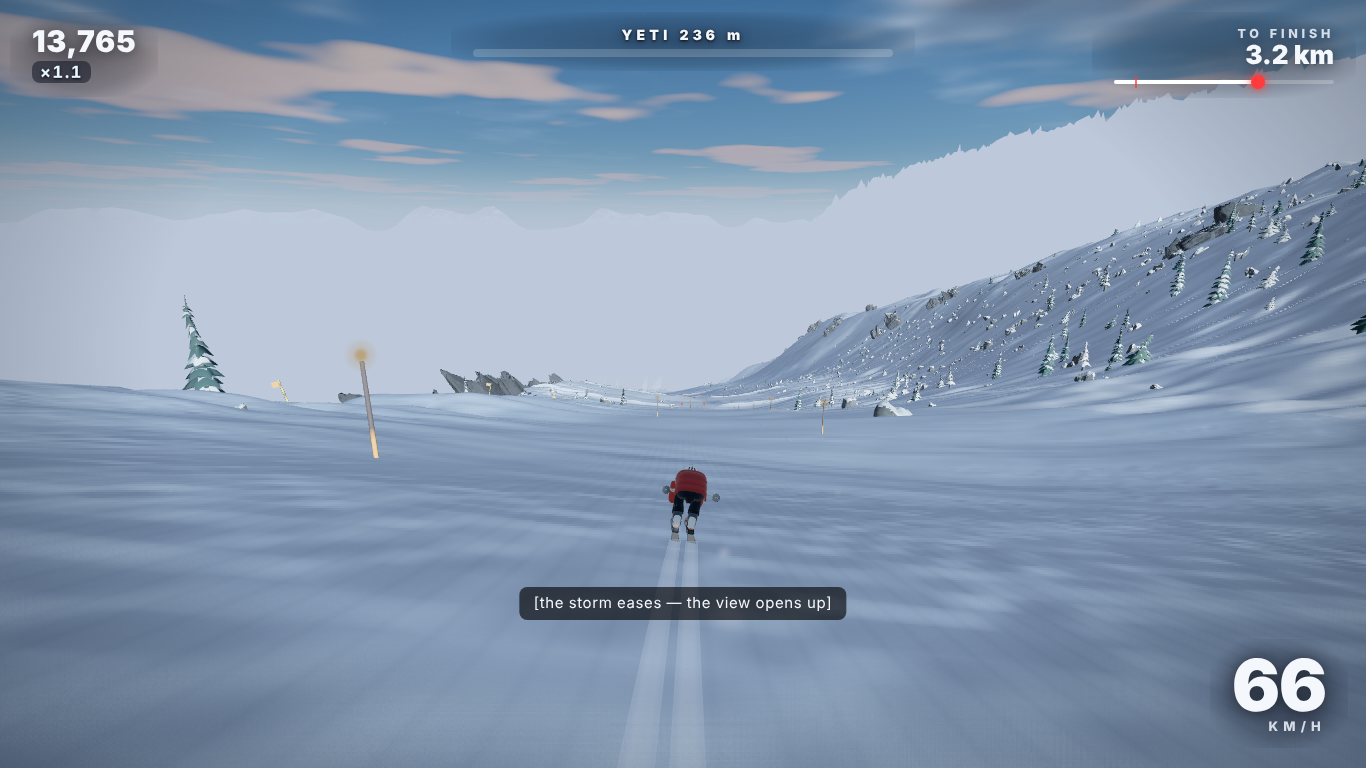 13,765
×1.1
YETI 236 m
TO FINISH
3.2 km
[the storm eases — the view opens up]
66
KM/H